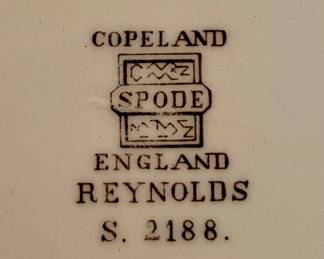 COPELAND
SPODE
ENGLAND
REYNOLDS
S. 2188.